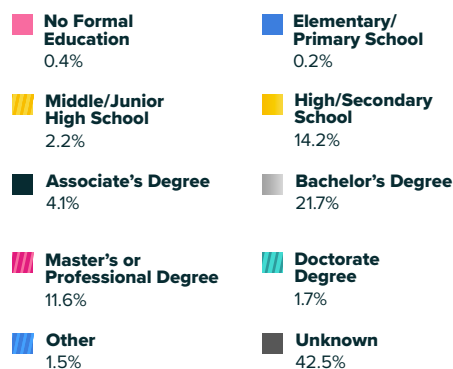 No Formal
Education
0.4%
Elementary/
Primary School
0.2%
Middle/Junior
High School
2.2%
High/Secondary
School
14.2%
Associate's Degree
4.1%
Bachelor's Degree
21.7%
Master's or
Professional Degree
11.6%
Doctorate
Degree
1.7%
Other
1.5%
Unknown
42.5%